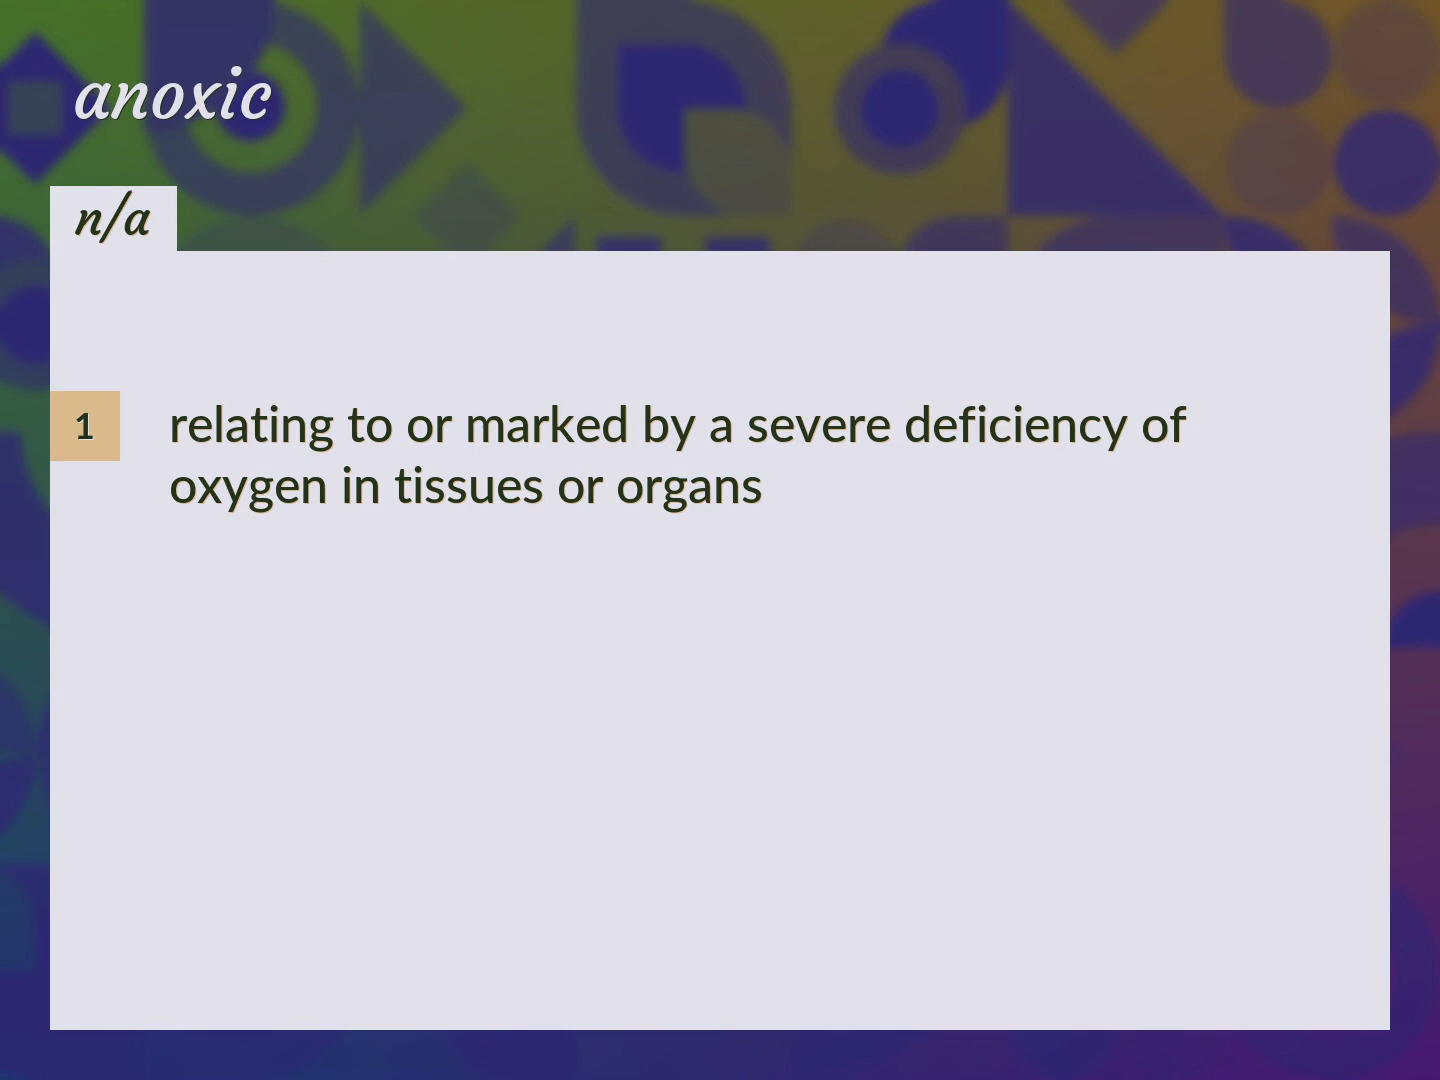 anoxic
n/a
1
relating to or marked by a severe deficiency of
oxygen in tissues or organs